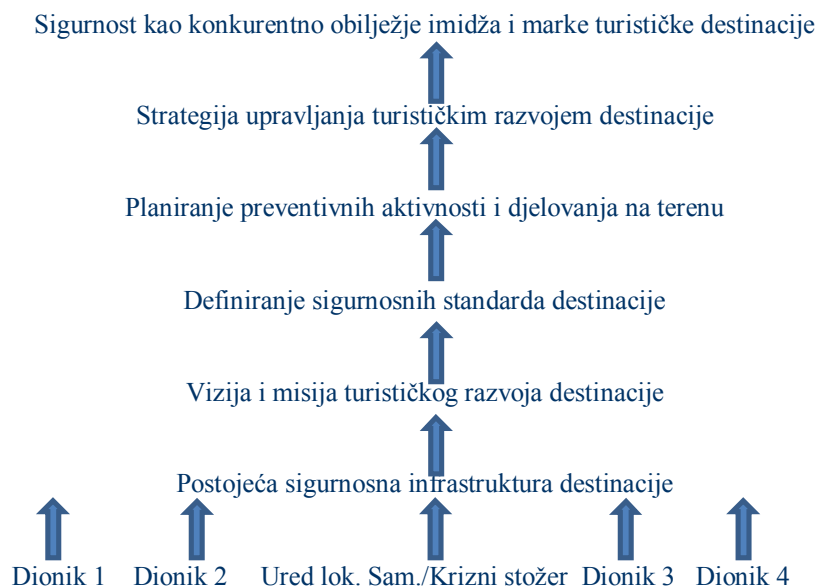 Sigurnost kao konkurentno obilježje imidža i marke turističke destinacije
Strategija upravljanja turističkim razvojem destinacije
Planiranje preventivnih aktivnosti i djelovanja na terenu
Definiranje sigurnosnih standarda destinacije
Vizija i misija turističkog razvoja destinacije
Postojeća sigurnosna infrastruktura destinacije
Dionik 1 Dionik 2 Ured lok. Sam./Krizni stožer Dionik 3 Dionik 4